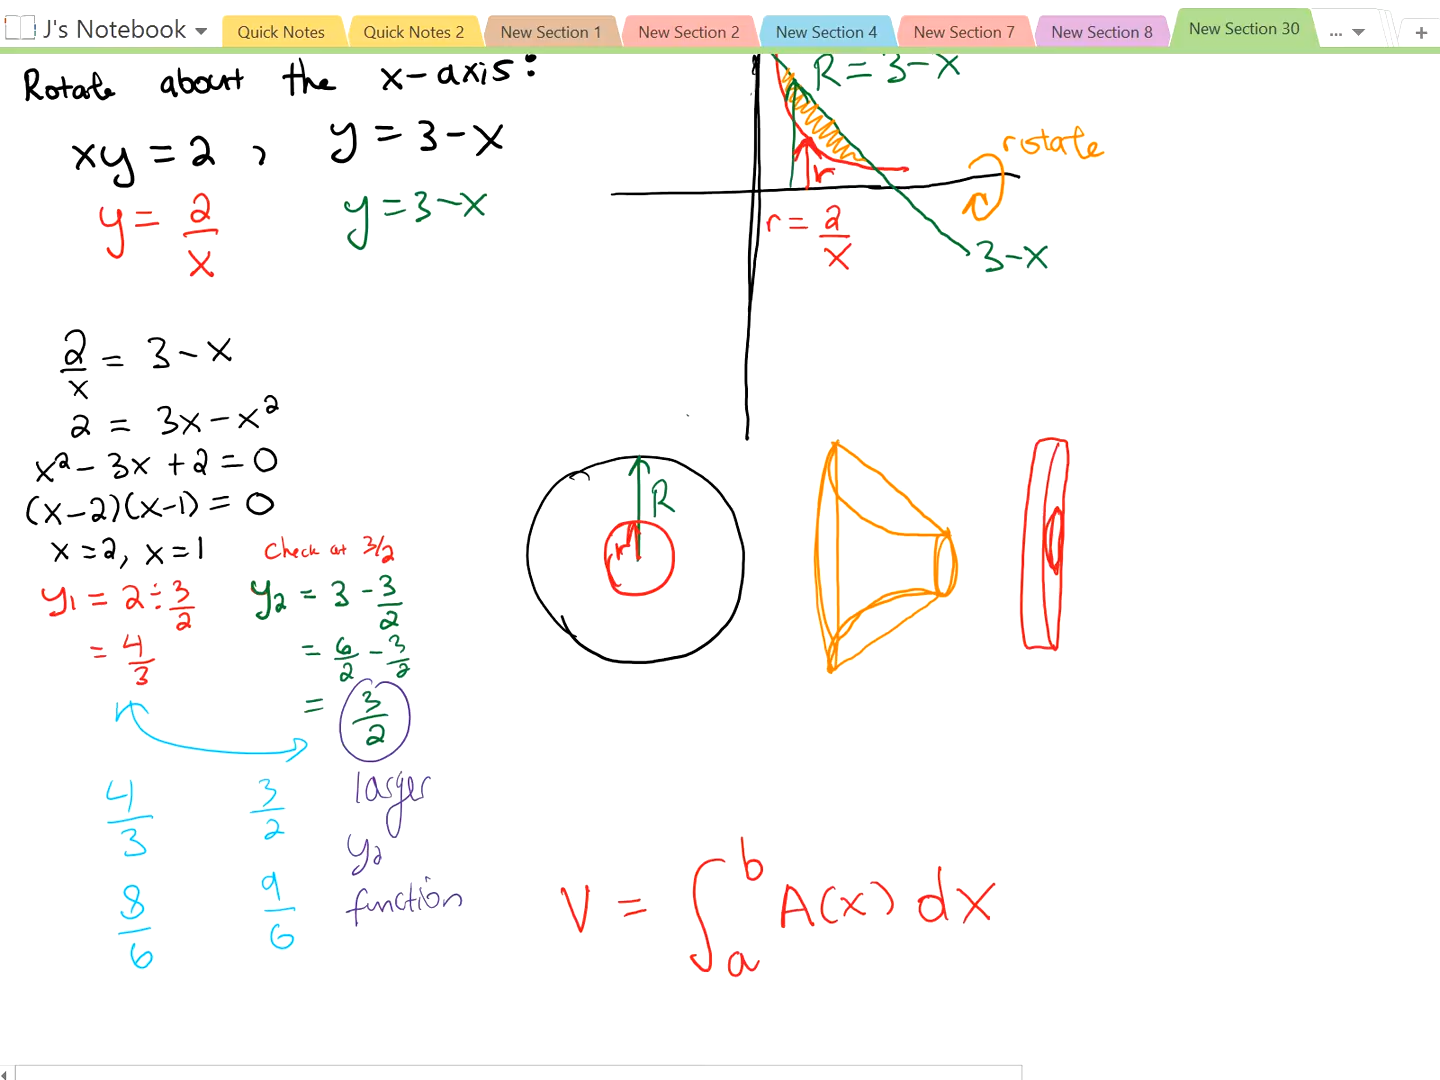 J's Notebook
Quick Notes
Quick Notes 2
New Section 1
New Section 2
New Section 4
New Section 7
New Section 8
New Section 30
...
+
Rotate about the x-axis:
xy = 2 , y = 3-x
y = 2/x
y = 3-x
2/x = 3-x
2 = 3x - x²
x² - 3x + 2 = 0
(x-2)(x-1) = 0
x = 2, x = 1
check at 3/2
y₁ = 2 ÷ 3/2
= 4/3
y₂ = 3 - 3/2
= 6/2 - 3/2
= 3/2
4/3 3/2
8/6 9/6
larger
y₂
function
R = 3-x
rotate
r
r = 2/x
3-x
R
r
V = ∫ₐᵇ A(x) dx